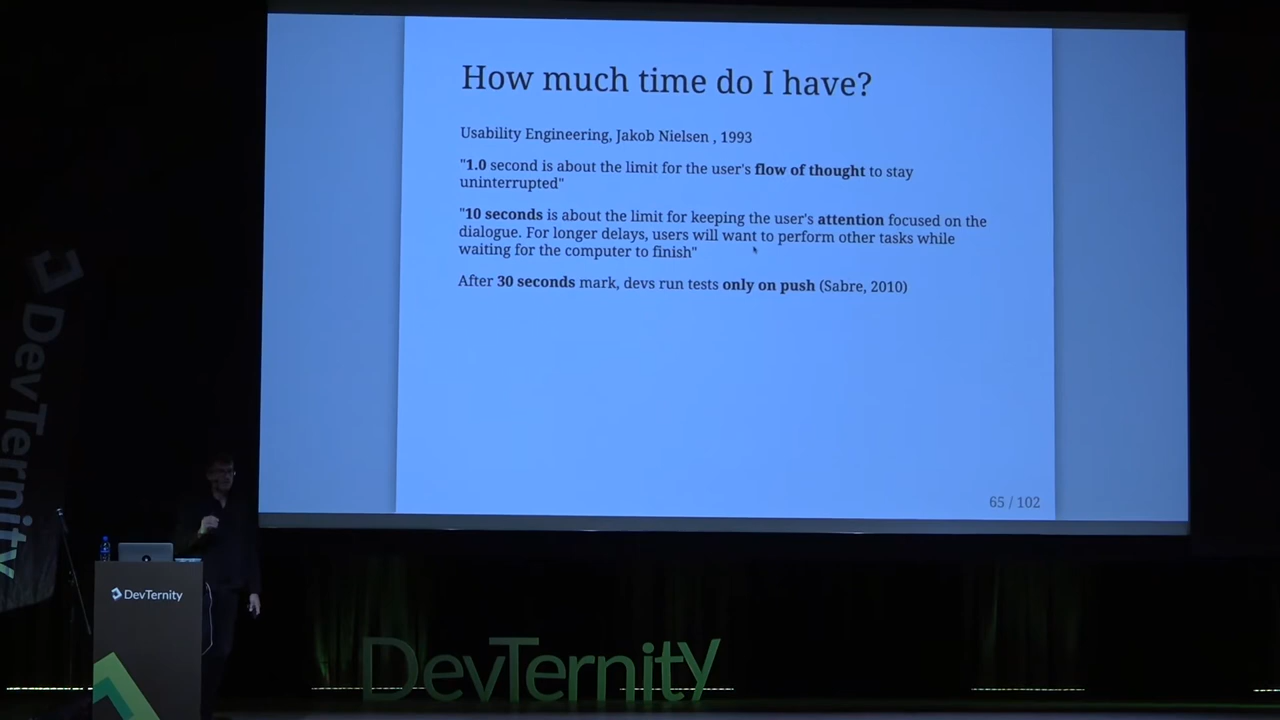 How much time do I have?
Usability Engineering, Jakob Nielsen , 1993
"1.0 second is about the limit for the user's flow of thought to stay
uninterrupted"
"10 seconds is about the limit for keeping the user's attention focused on the
dialogue. For longer delays, users will want to perform other tasks while
waiting for the computer to finish"
After 30 seconds mark, devs run tests only on push (Sabre, 2010)
65 / 102
DevTernity
DevTernity
DevTernity